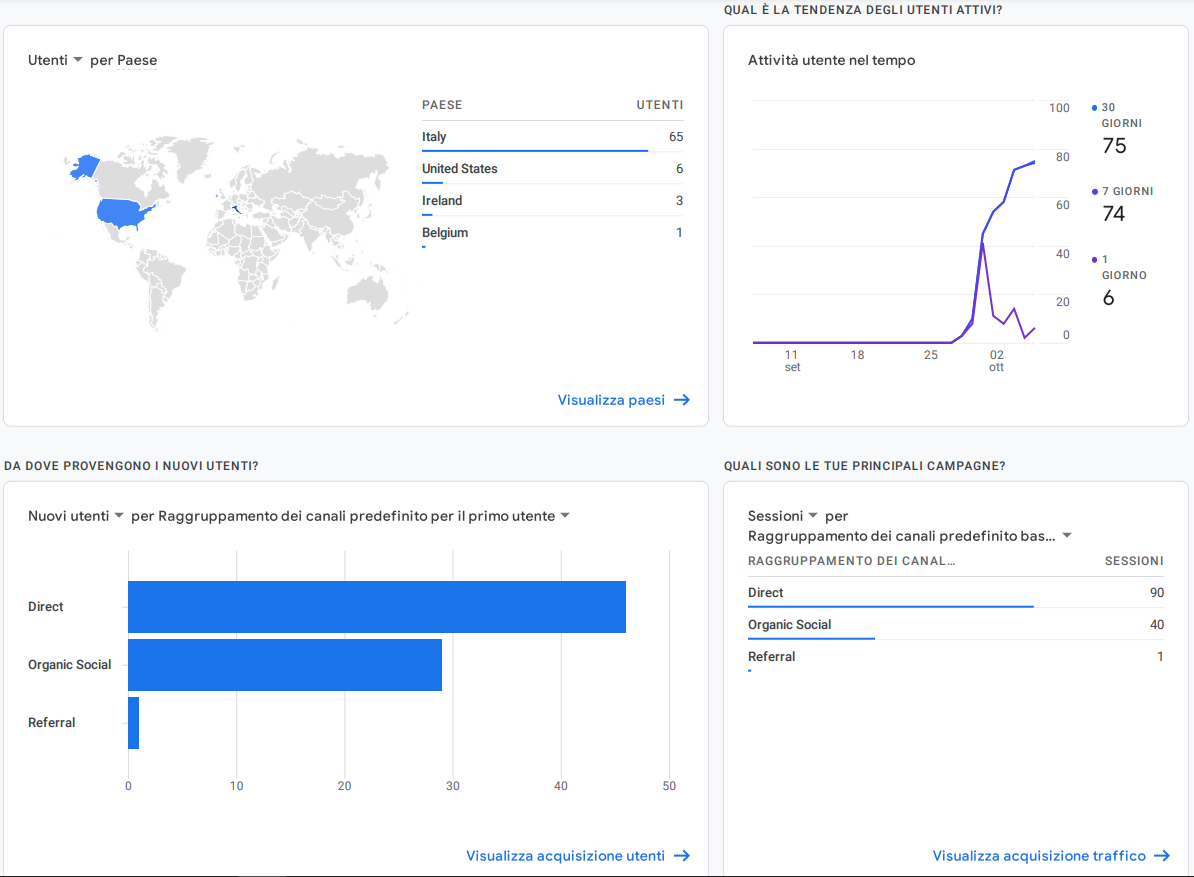 QUAL È LA TENDENZA DEGLI UTENTI ATTIVI?
Utenti per Paese
PAESE UTENTI
Italy 65
United States 6
Ireland 3
Belgium 1
Visualizza paesi
Attività utente nel tempo
100
80
60
40
20
0
11
set
18
25
02
ott
30
GIORNI
75
7 GIORNI
74
1
GIORNO
6
DA DOVE PROVENGONO I NUOVI UTENTI?
Nuovi utenti per Raggruppamento dei canali predefinito per il primo utente
Direct
Organic Social
Referral
0 10 20 30 40 50
Visualizza acquisizione utenti
QUALI SONO LE TUE PRINCIPALI CAMPAGNE?
Sessioni per
Raggruppamento dei canali predefinito bas...
RAGGRUPPAMENTO DEI CANAL... SESSIONI
Direct 90
Organic Social 40
Referral 1
Visualizza acquisizione traffico